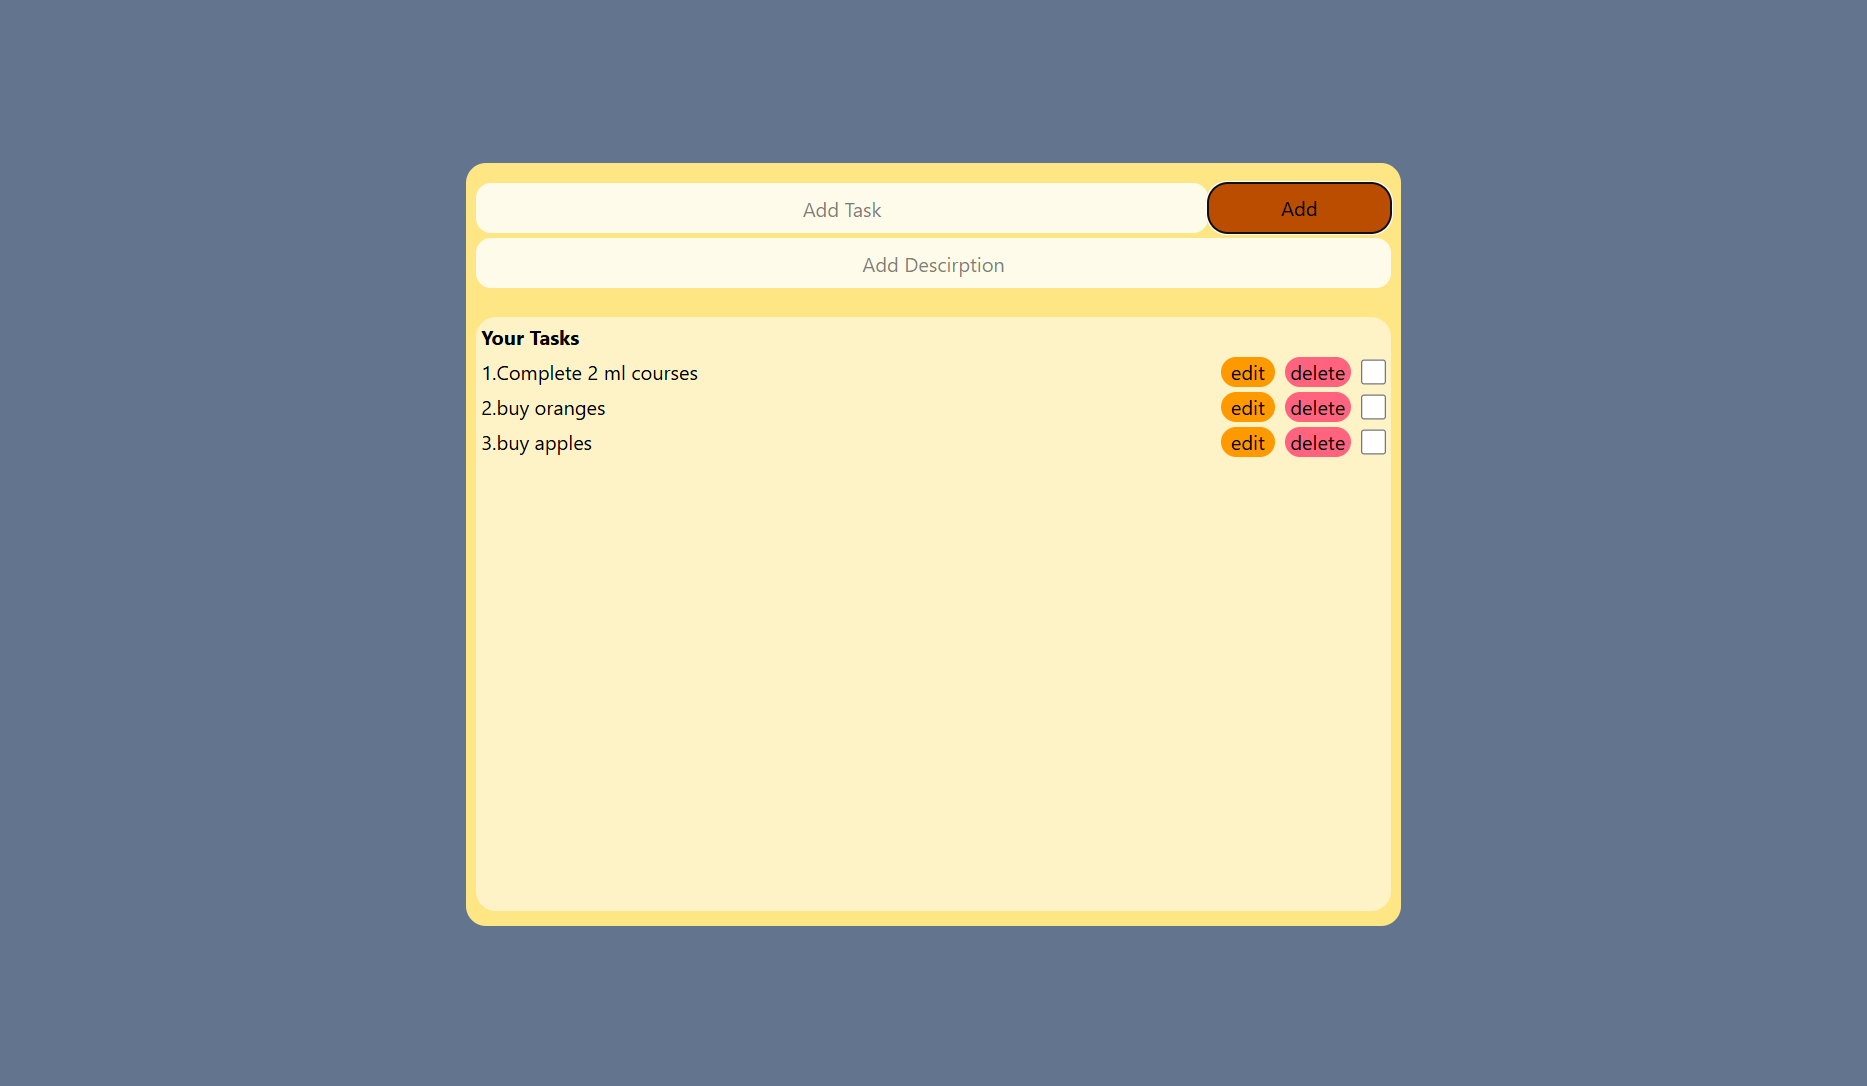 Add Task Add
Add Descirption
Your Tasks
1.Complete 2 ml courses edit delete
2.buy oranges edit delete
3.buy apples edit delete